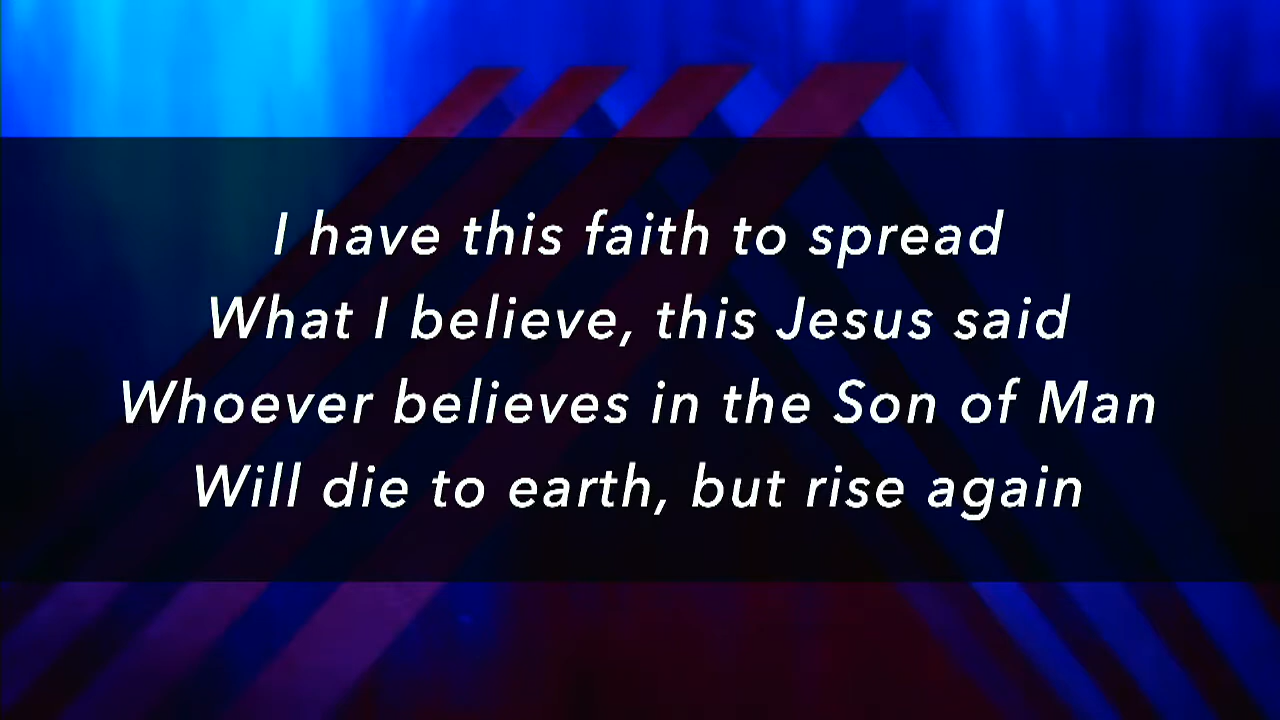 I have this faith to spread
What I believe, this Jesus said
Whoever believes in the Son of Man
Will die to earth, but rise again